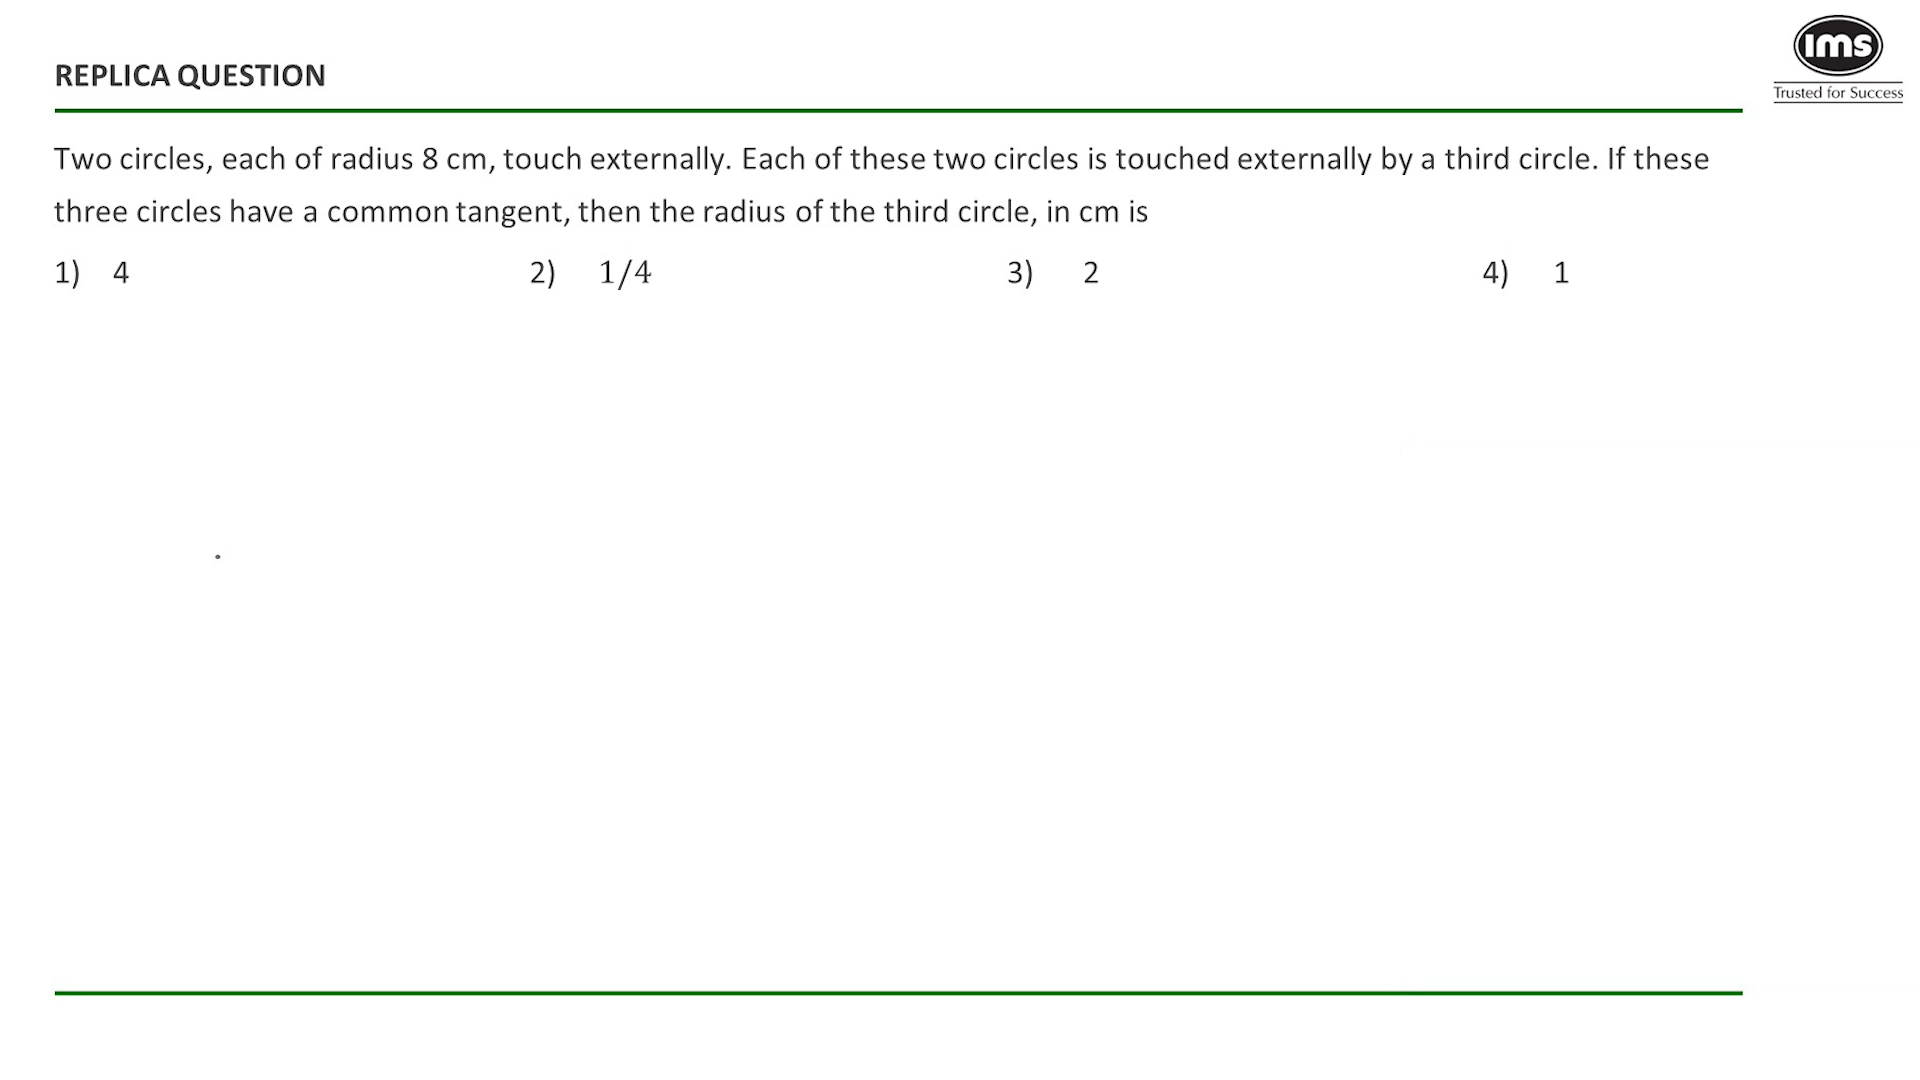 ims
Trusted for Success
REPLICA QUESTION
Two circles, each of radius 8 cm, touch externally. Each of these two circles is touched externally by a third circle. If these
three circles have a common tangent, then the radius of the third circle, in cm is
1) 4 2) 1/4 3) 2 4) 1